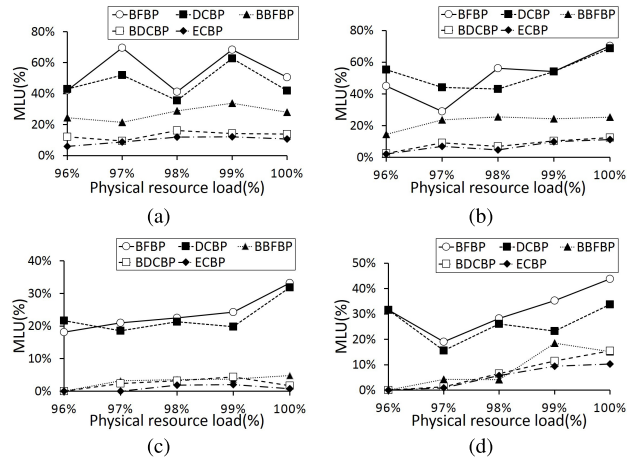 BFBP DCBP BBFBP
BDCBP ECBP
80%
60%
40%
20%
0%
MLU(%)
96% 97% 98% 99% 100%
Physical resource load(%)
(a)
BFBP DCBP BBFBP
BDCBP ECBP
80%
60%
40%
20%
0%
MLU(%)
96% 97% 98% 99% 100%
Physical resource load(%)
(b)
BFBP DCBP BBFBP
BDCBP ECBP
40%
30%
20%
10%
0%
MLU(%)
96% 97% 98% 99% 100%
Physical resource load(%)
(c)
BFBP DCBP BBFBP
BDCBP ECBP
50%
40%
30%
20%
10%
0%
MLU(%)
96% 97% 98% 99% 100%
Physical resource load(%)
(d)